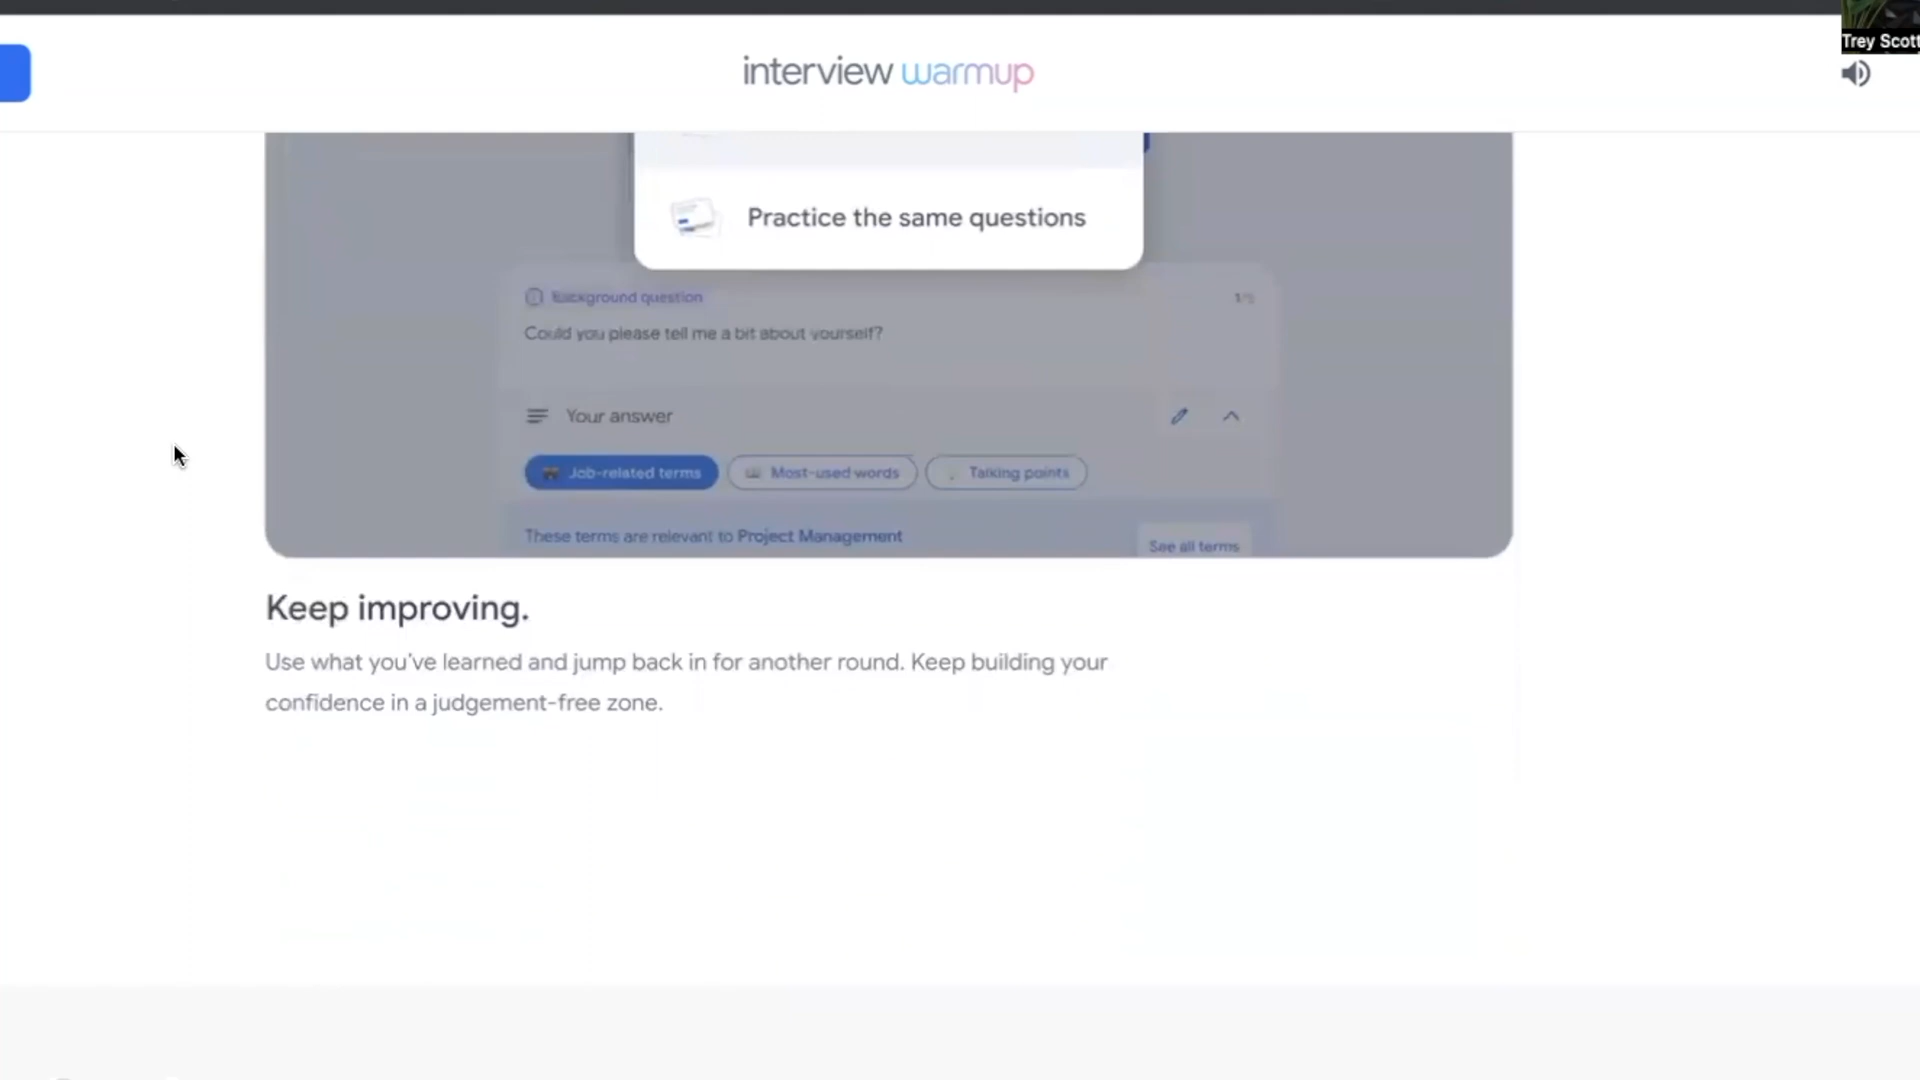 Trey Scott
interview warmup
Practice the same questions
Background question
1/5
Could you please tell me a bit about yourself?
Your answer
Job-related terms
Most-used words
Talking points
These terms are relevant to Project Management
See all terms
Keep improving.
Use what you've learned and jump back in for another round. Keep building your
confidence in a judgement-free zone.